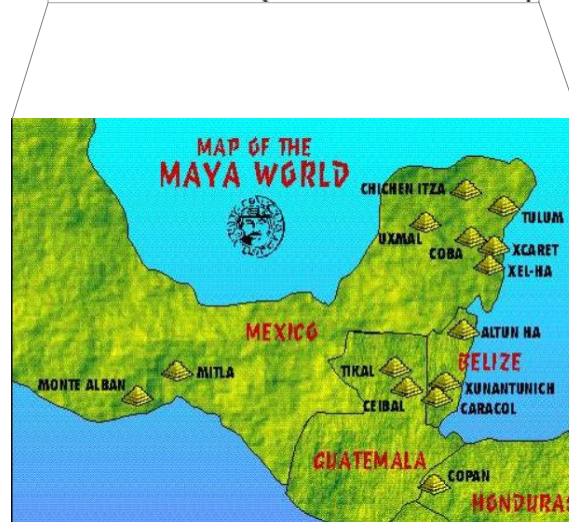 MAP OF THE
MAYA WORLD
CHICHEN ITZA
TULUM
UXMAL
COBA
XCARET
XEL-HA
MEXICO
ALTUN HA
BELIZE
TIKAL
MITLA
XUNANTUNICH
MONTE ALBAN
CEIBAL
CARACOL
GUATEMALA
COPAN
HONDURAS